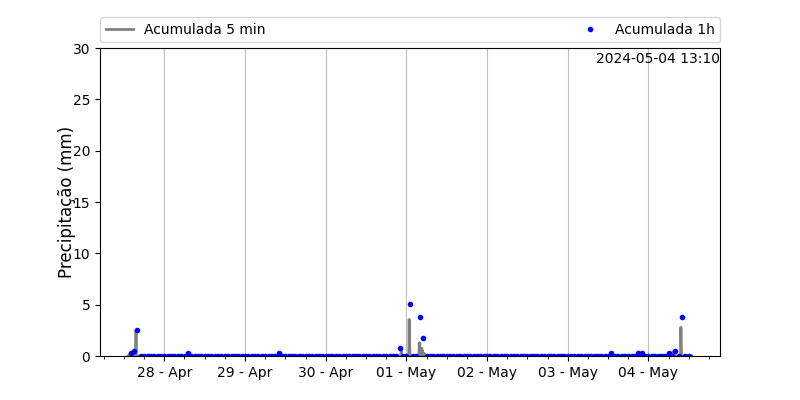 Acumulada 5 min
Acumulada 1h
2024-05-04 13:10
Precipitação (mm)
30
25
20
15
10
5
0
28 - Apr
29 - Apr
30 - Apr
01 - May
02 - May
03 - May
04 - May